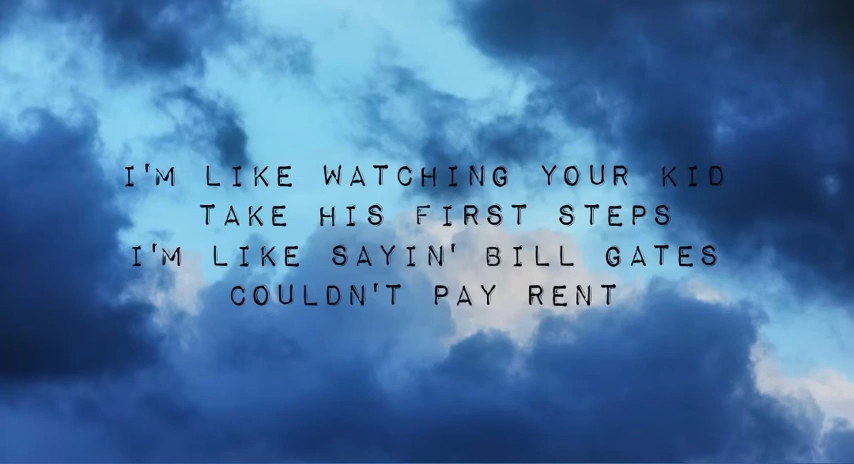 I'M LIKE WATCHING YOUR KID
TAKE HIS FIRST STEPS
I'M LIKE SAYIN' BILL GATES
COULDN'T PAY RENT